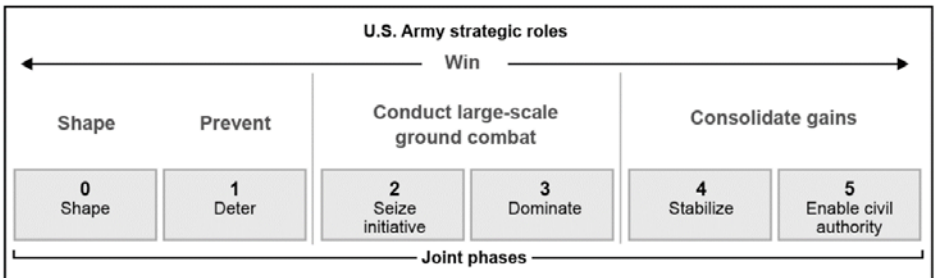 U.S. Army strategic roles
Win
Shape
Prevent
Conduct large-scale
ground combat
Consolidate gains
0
Shape
1
Deter
2
Seize
initiative
3
Dominate
4
Stabilize
5
Enable civil
authority
Joint phases